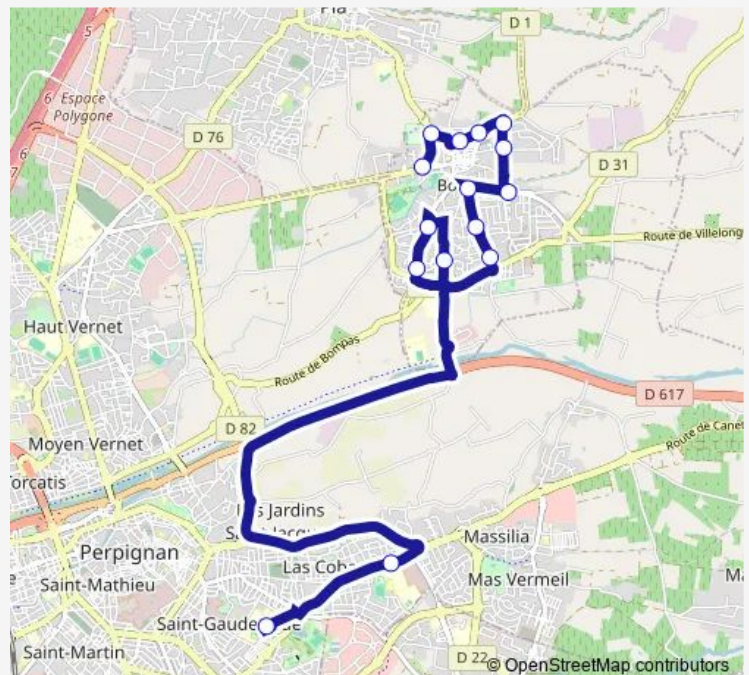 D 1
6 Espace
Polygone
6
5
D 76
D 31
Bo
Route de Villelong
Haut Vernet
Route de Bompas
D 617
Moyen Vernet
D 82
Route de Canet
Jardins
Massilia
Perpignan
Las Cob
Mas Vermeil
Saint-Mathieu
Saint-Gaude
Saint-Martin
D 22
© OpenStreetMap contributors